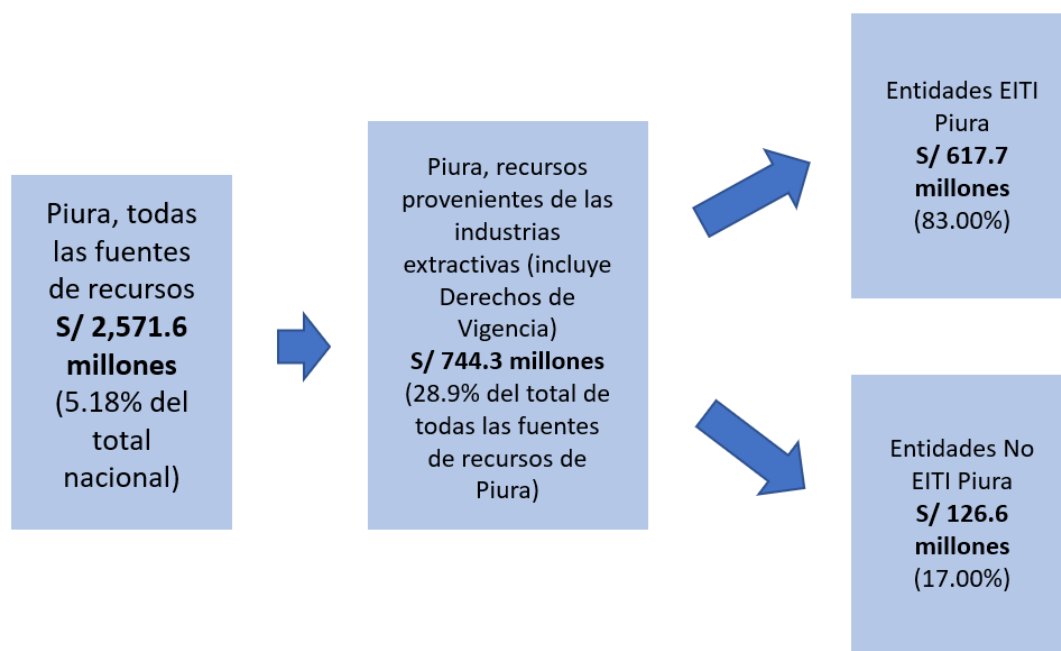 Piura, todas
las fuentes
de recursos
S/ 2,571.6
millones
(5.18% del
total
nacional)
Piura, recursos
provenientes de las
industrias
extractivas (incluye
Derechos de
Vigencia)
S/ 744.3 millones
(28.9% del total de
todas las fuentes
de recursos de
Piura)
Entidades EITI
Piura
S/ 617.7
millones
(83.00%)
Entidades No
EITI Piura
S/ 126.6
millones
(17.00%)